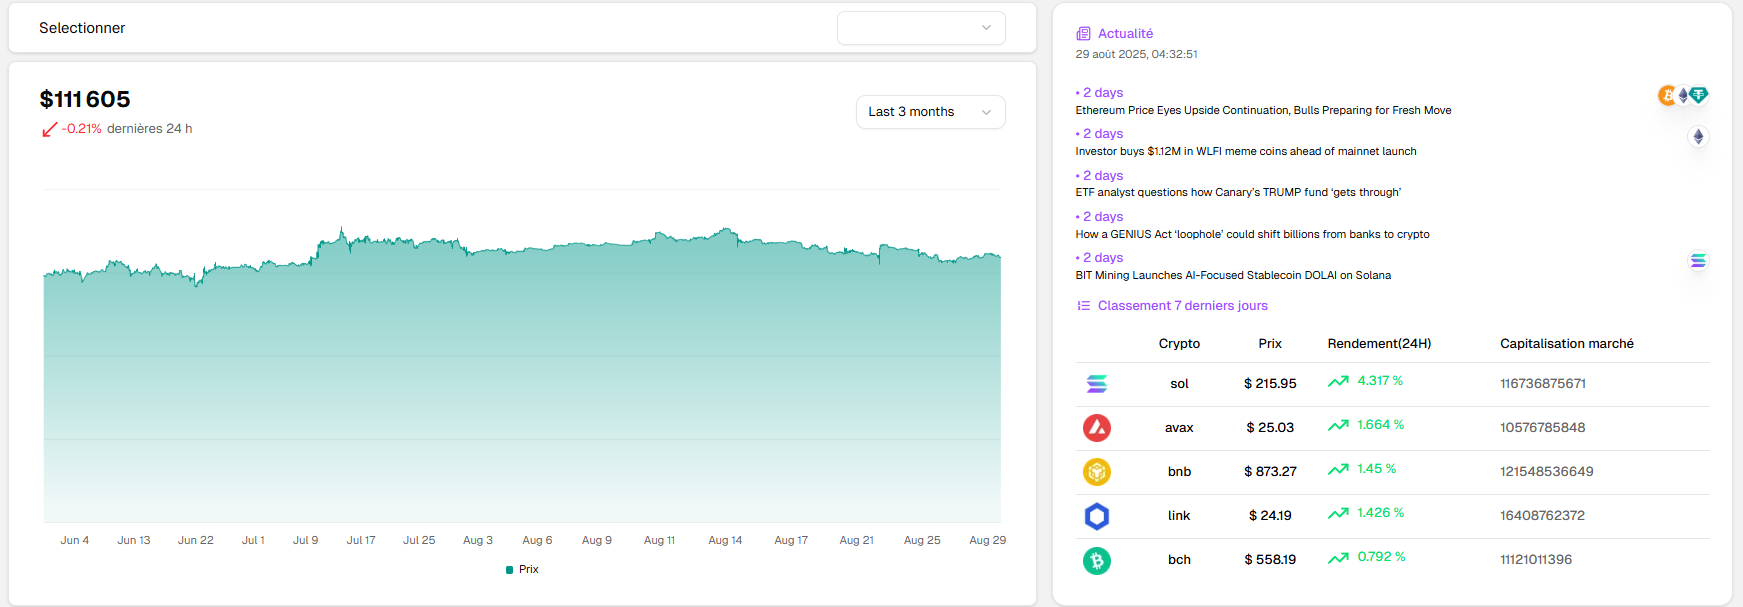 Selectionner
$111 605
-0.21% dernières 24 h
Last 3 months
Jun 4 Jun 13 Jun 22 Jul 1 Jul 9 Jul 17 Jul 25 Aug 3 Aug 6 Aug 9 Aug 11 Aug 14 Aug 17 Aug 21 Aug 25 Aug 29
Prix
Actualité
29 août 2025, 04:32:51
• 2 days
Ethereum Price Eyes Upside Continuation, Bulls Preparing for Fresh Move
• 2 days
Investor buys $1.12M in WLFI meme coins ahead of mainnet launch
• 2 days
ETF analyst questions how Canary’s TRUMP fund ‘gets through’
• 2 days
How a GENIUS Act ‘loophole’ could shift billions from banks to crypto
• 2 days
BIT Mining Launches AI-Focused Stablecoin DOLAI on Solana
Classement 7 derniers jours
Crypto Prix Rendement(24H) Capitalisation marché
sol $ 215.95 4.317 % 116736875671
avax $ 25.03 1.664 % 10576785848
bnb $ 873.27 1.45 % 121548536649
link $ 24.19 1.426 % 16408762372
bch $ 558.19 0.792 % 11121011396